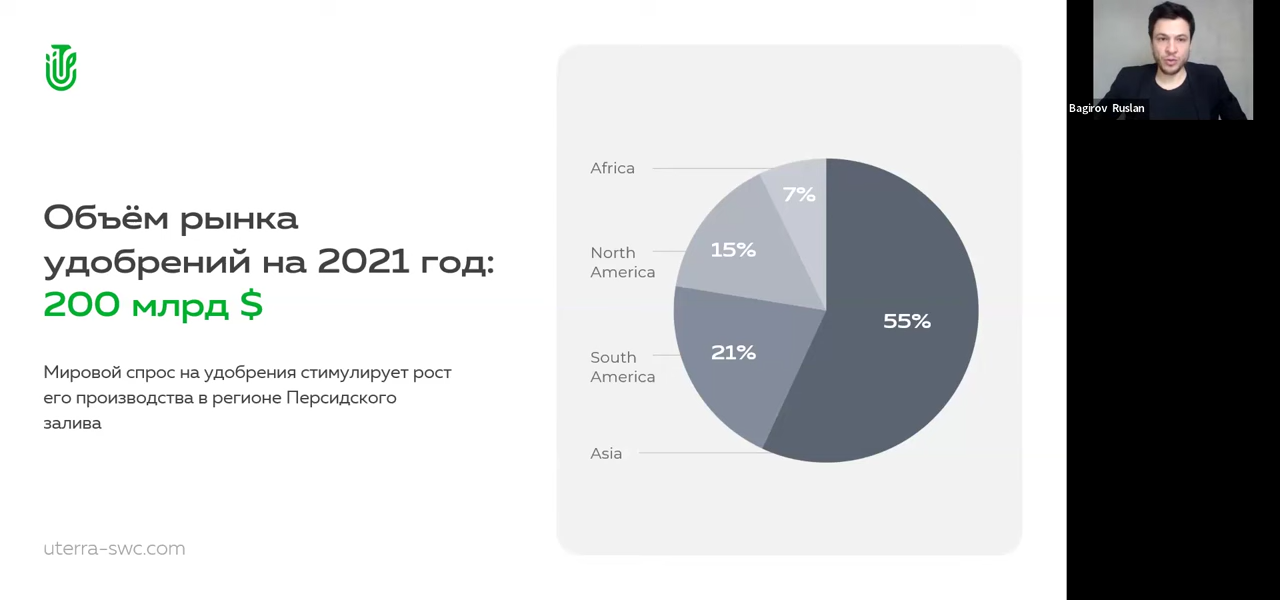 Объём рынка
удобрений на 2021 год:
200 млрд $
Мировой спрос на удобрения стимулирует рост
его производства в регионе Персидского
залива
uterra-swc.com
Africa
7%
North
America
15%
55%
South
America
21%
Asia
Bagirov Ruslan